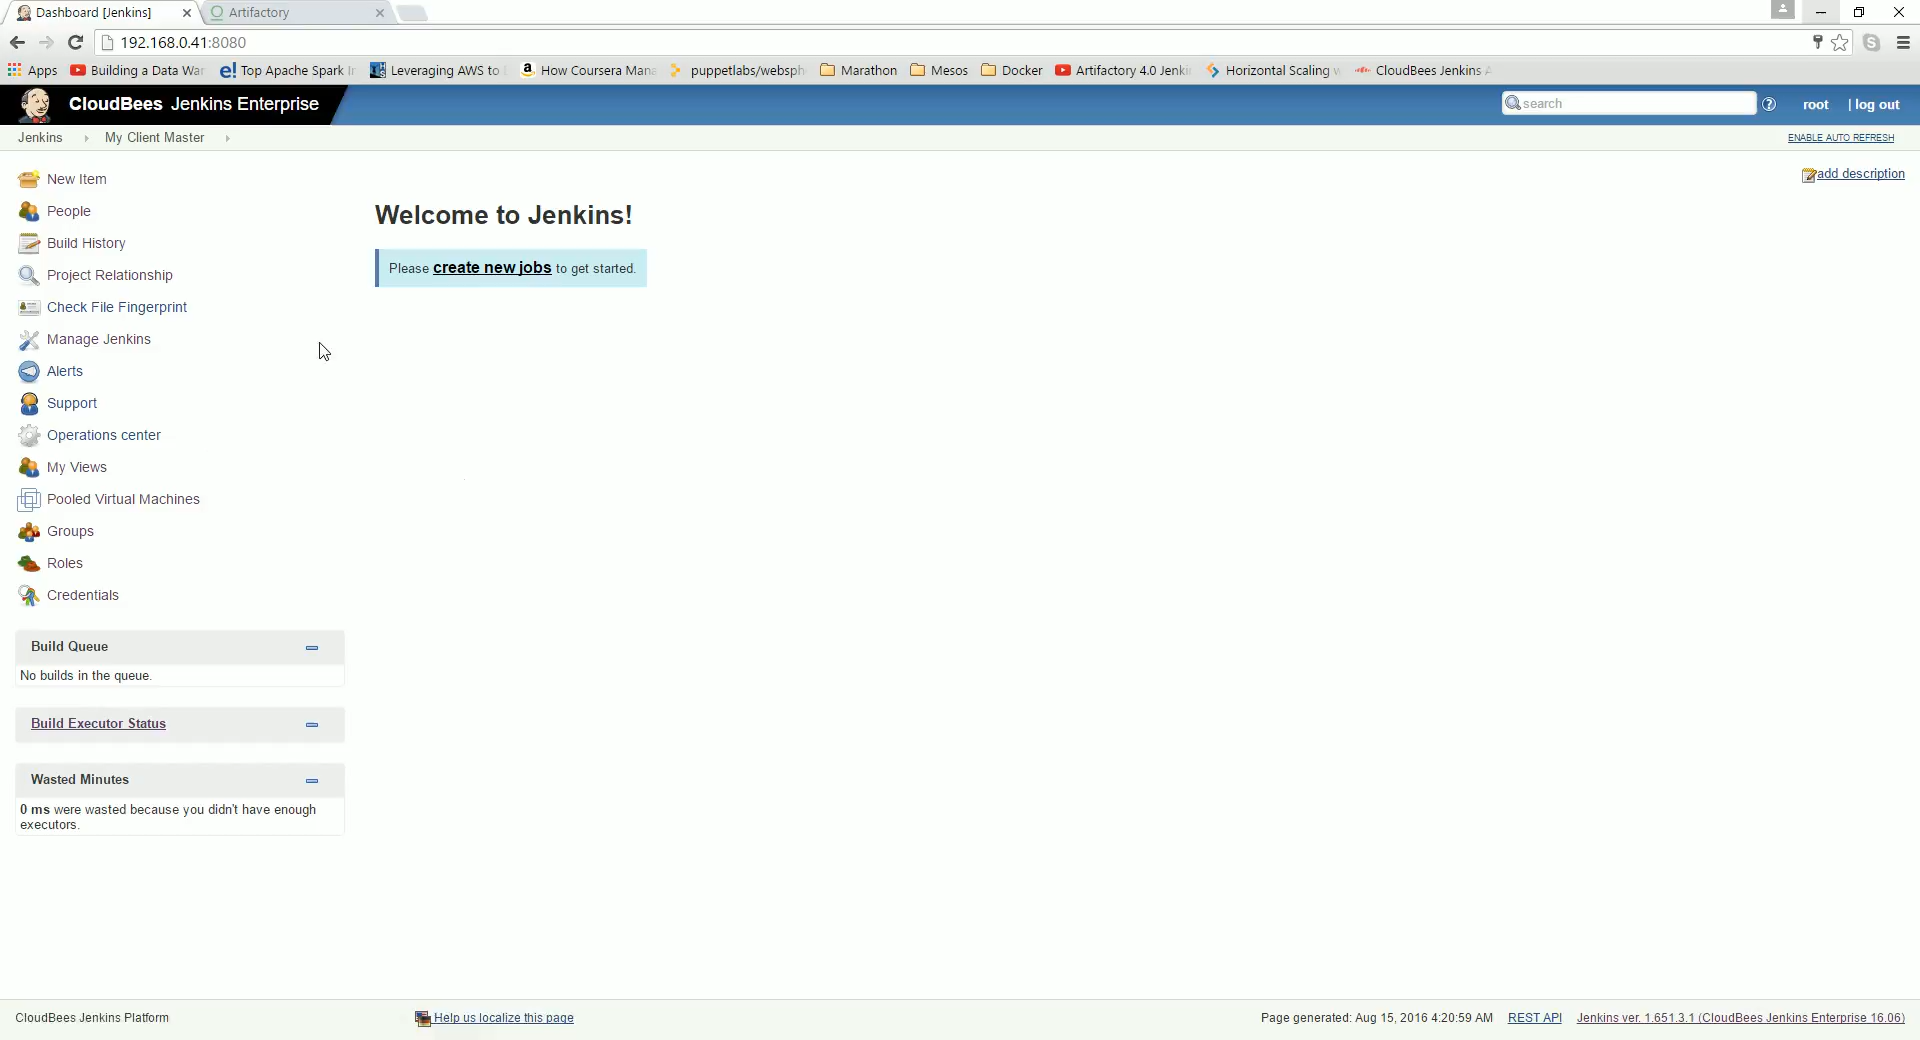 Dashboard [Jenkins]
Artifactory
192.168.0.41:8080
Apps
Building a Data War
Top Apache Spark
Leveraging AWS to
How Coursera Mana
puppetlabs/websph
Marathon
Mesos
Docker
Artifactory 4.0 Jenki
Horizontal Scaling
CloudBees Jenkins
CloudBees Jenkins Enterprise
search
root
| log out
Jenkins
My Client Master
ENABLE AUTO REFRESH
New Item
People
Build History
Project Relationship
Check File Fingerprint
Manage Jenkins
Alerts
Support
Operations center
My Views
Pooled Virtual Machines
Groups
Roles
Credentials
add description
Welcome to Jenkins!
Please create new jobs to get started.
Build Queue
No builds in the queue.
Build Executor Status
Wasted Minutes
0 ms were wasted because you didn't have enough
executors.
CloudBees Jenkins Platform
Help us localize this page
Page generated: Aug 15, 2016 4:20:59 AM
REST API
Jenkins ver. 1.651.3.1 (CloudBees Jenkins Enterprise 16.06)